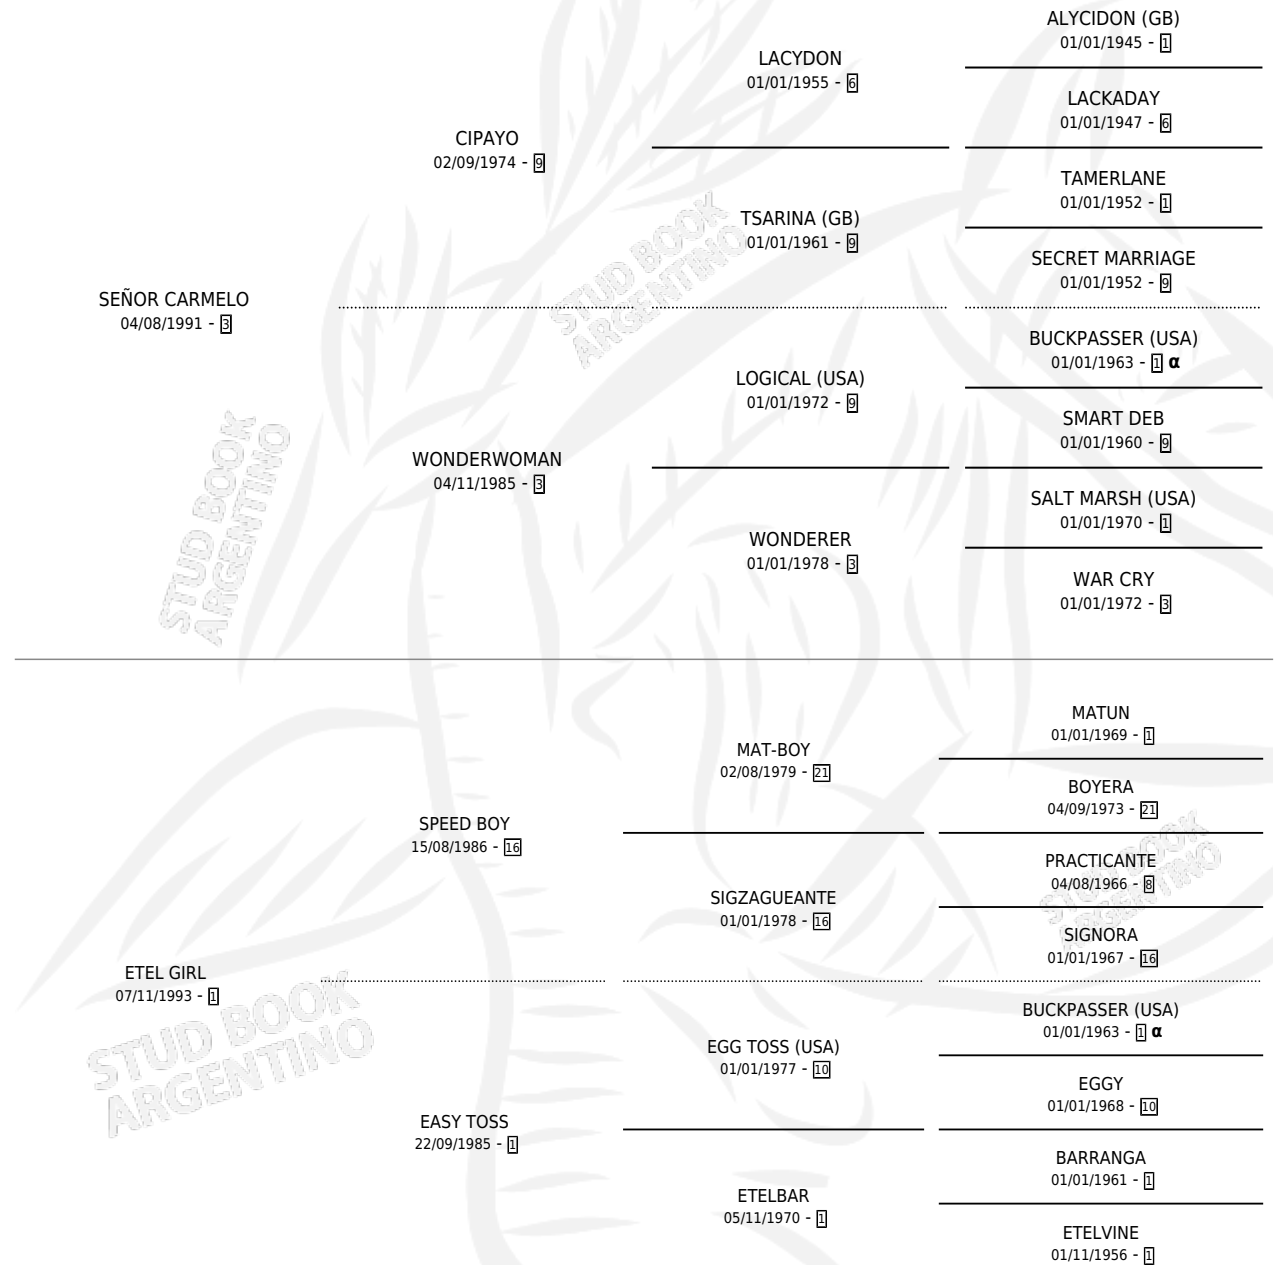 ALYCIDON (GB)
01/01/1945 - 1
LACYDON
01/01/1955 - 6
LACKADAY
01/01/1947 - 6
CIPAYO
02/09/1974 - 9
TAMERLANE
01/01/1952 - 1
TSARINA (GB)
01/01/1961 - 9
SECRET MARRIAGE
01/01/1952 - 9
SEÑOR CARMELO
04/08/1991 - 3
BUCKPASSER (USA)
01/01/1963 - 1 α
LOGICAL (USA)
01/01/1972 - 9
SMART DEB
01/01/1960 - 9
WONDERWOMAN
04/11/1985 - 3
SALT MARSH (USA)
01/01/1970 - 1
WONDERER
01/01/1978 - 3
WAR CRY
01/01/1972 - 3
STUD BOOK
ARGENTINO
STUD BOOK
ARGENTINO
MATUN
01/01/1969 - 1
MAT-BOY
02/08/1979 - 21
BOYERA
04/09/1973 - 21
SPEED BOY
15/08/1986 - 16
PRACTICANTE
04/08/1966 - 8
SIGZAGUEANTE
01/01/1978 - 16
SIGNORA
01/01/1967 - 16
ETEL GIRL
07/11/1993 - 1
BUCKPASSER (USA)
01/01/1963 - 1 α
EGG TOSS (USA)
01/01/1977 - 10
EGGY
01/01/1968 - 10
EASY TOSS
22/09/1985 - 1
BARRANGA
01/01/1961 - 1
ETELBAR
05/11/1970 - 1
ETELVINE
01/11/1956 - 1
STUD BOOK
ARGENTINO
STUD BOOK
ARGENTINO